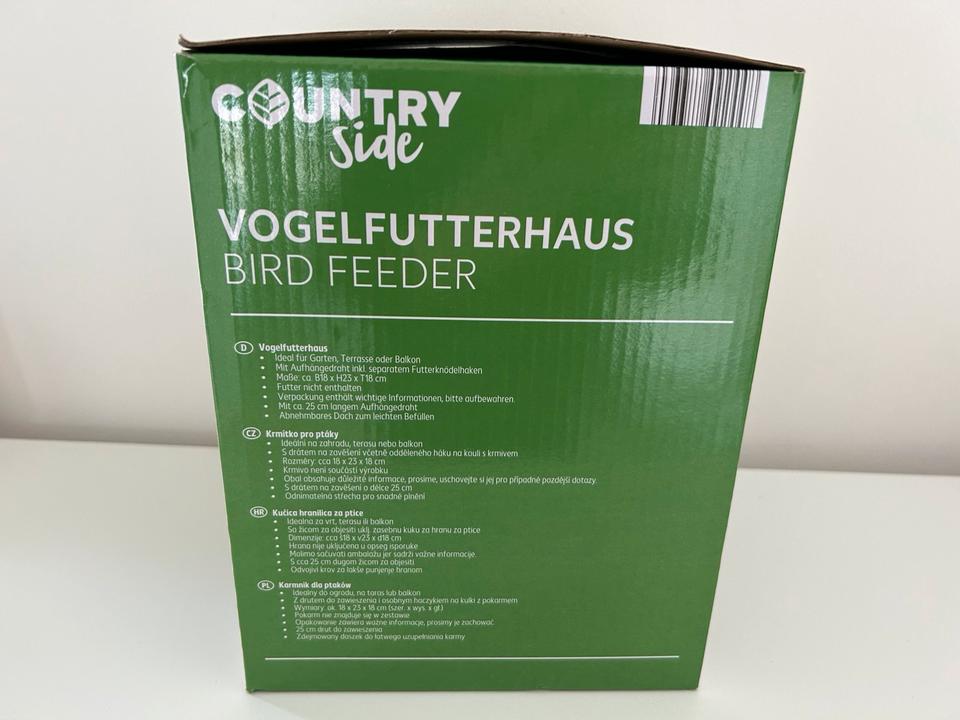 COUNTRY
Side
VOGELFUTTERHAUS
BIRD FEEDER
D Vogelfutterhaus
• Ideal für Garten, Terrasse oder Balkon
• Mit Aufhängedraht inkl. separatem Futterknödelhaken
• Maße: ca. B18 x H23 x T18 cm
• Futter nicht enthalten
• Verpackung enthält wichtige Informationen, bitte aufbewahren.
• Mit ca. 25 cm langem Aufhängedraht
• Abnehmbares Dach zum leichten Befüllen
CZ Krmítko pro ptáky
• Ideální na zahradu, terasu nebo balkon
• S drátem na zavěšení včetně odděleného háku na kouli s krmivem
• Rozměry: cca 18 x 23 x 18 cm
• Krmivo není součástí výrobku
• Obal obsahuje důležité informace, prosíme, uschovejte si jej pro případné pozdější dotazy.
• S drátem na zavěšení o délce 25 cm
• Odnímatelná střecha pro snadné plnění
HR Kućica hranilica za ptice
• Idealna za vrt, terasu ili balkon
• Sa žicom za objesiti uklj. zasebnu kuku za hranu za ptice
• Dimenzije: cca š18 x v23 x d18 cm
• Hrana nije uključena u opseg isporuke
• Molimo sačuvati ambalažu jer sadrži važne informacije.
• S cca 25 cm dugom žicom za objesiti
• Odvojivi krov za lakše punjenje hranom
PL Karmnik dla ptaków
• Idealny do ogrodu, na taras lub balkon
• Z drutem do zawieszenia i osobnym haczykiem na kulki z pokarmem
• Wymiary: ok. 18 x 23 x 18 cm (szer. x wys. x gł.)
• Pokarm nie znajduje się w zestawie
• Opakowanie zawiera ważne informacje, prosimy je zachować
• 25 cm drut do zawieszenia
• Zdejmowany daszek do łatwego uzupełniania karmy